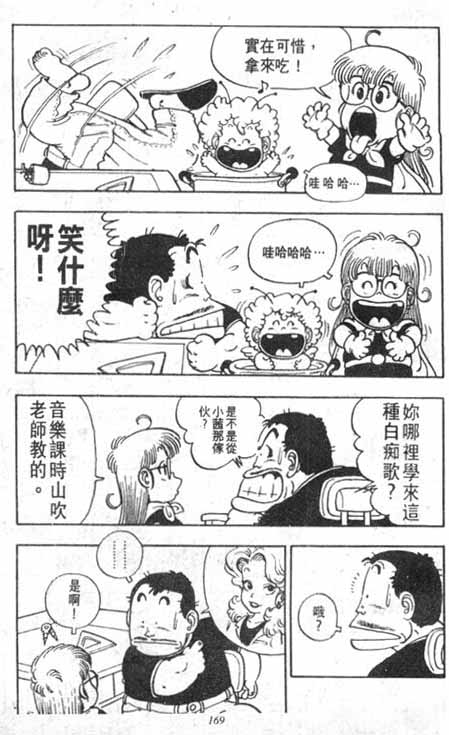 實在可惜，
拿來吃！
哇哈哈…
哇哈哈哈…
笑什麼
呀！
妳哪裡學來這
種白痴歌？
是不是從
小茜那傢
伙？
音樂課時山吹
老師教的。
哦？
…………
是啊！
169